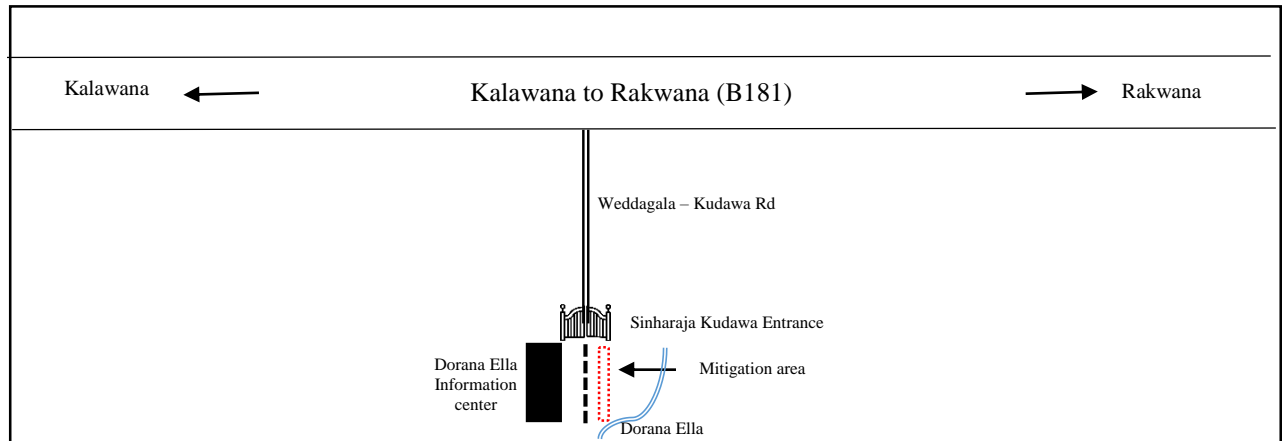 Kalawana
Kalawana to Rakwana (B181)
Rakwana
Weddagala – Kudawa Rd
Sinharaja Kudawa Entrance
Dorana Ella
Information
center
Mitigation area
Dorana Ella